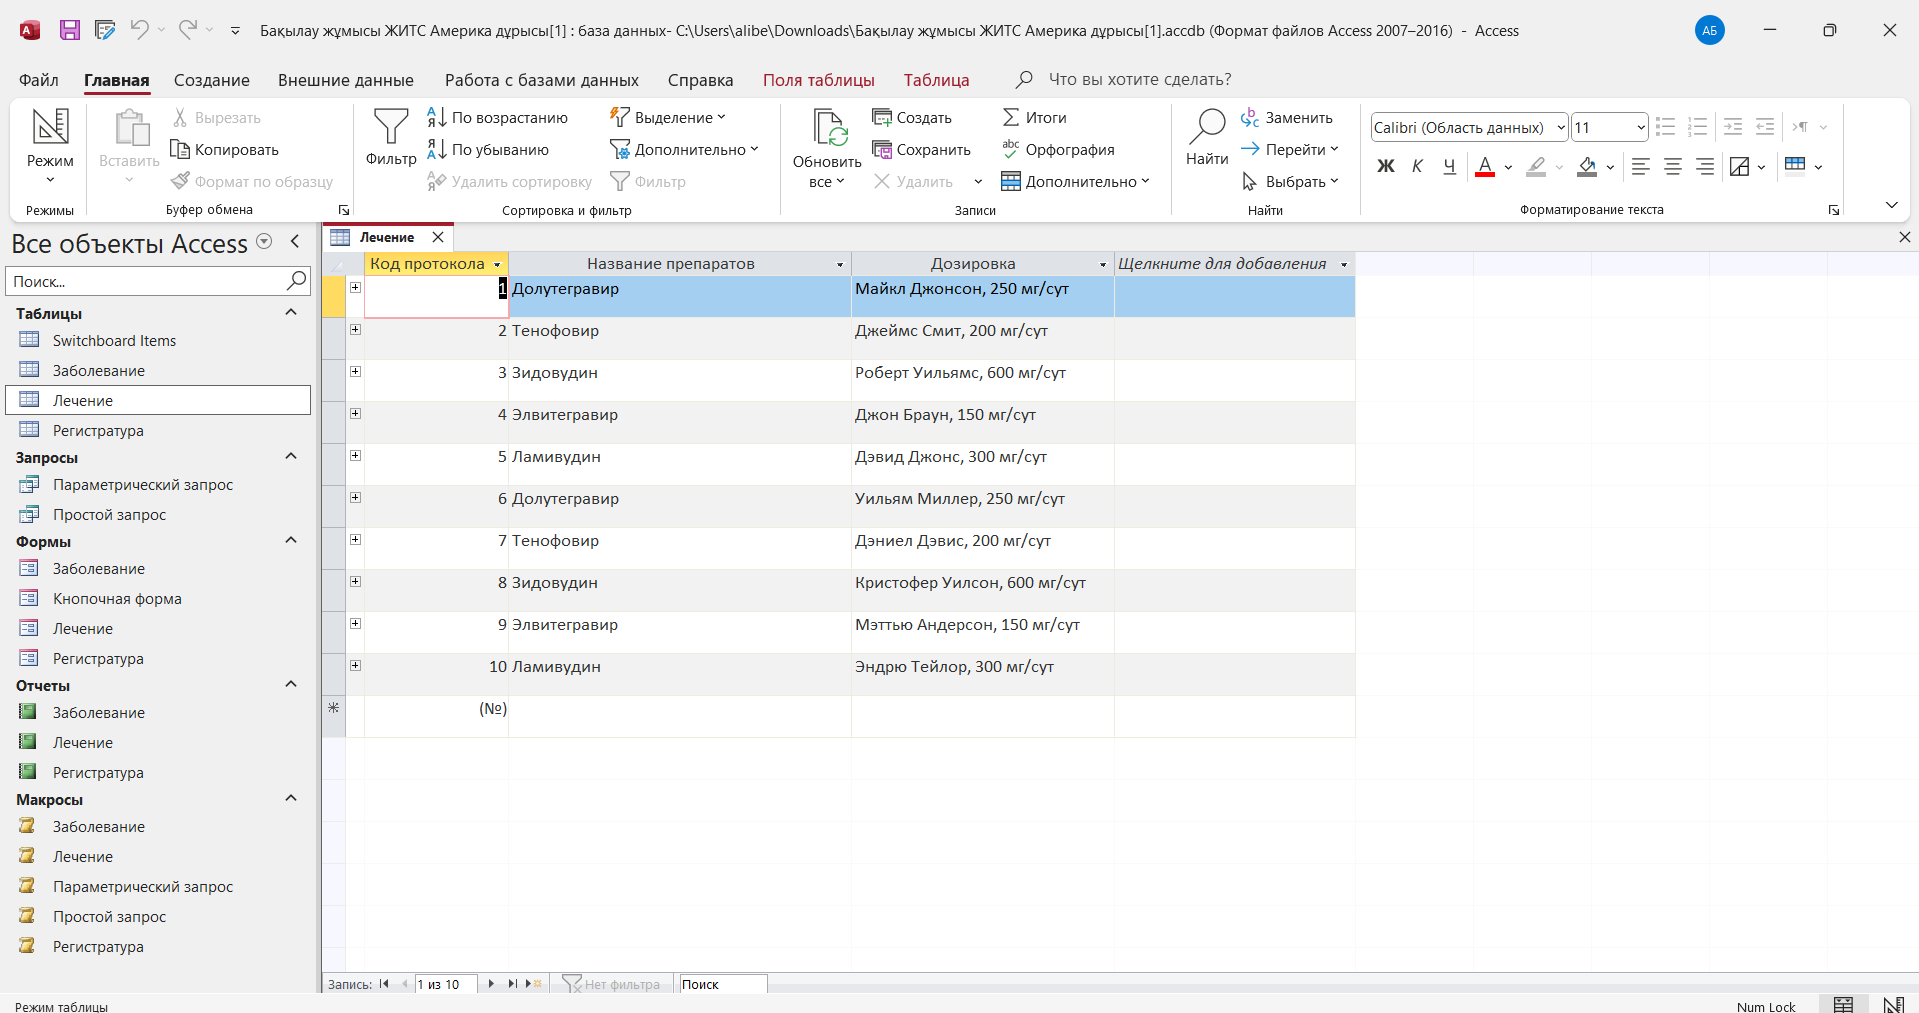 Бақылау жұмысы ЖИТС Америка дұрысы[1] : база данных- C:\Users\alibe\Downloads\Бақылау жұмысы ЖИТС Америка дұрысы[1].accdb (Формат файлов Access 2007–2016) - Access
АБ
Файл Главная Создание Внешние данные Работа с базами данных Справка Поля таблицы Таблица Что вы хотите сделать?
Режим
Режимы
Вставить
Вырезать
Копировать
Формат по образцу
Буфер обмена
Фильтр
По возрастанию
По убыванию
Удалить сортировку
Выделение
Дополнительно
Фильтр
Сортировка и фильтр
Обновить
все
Создать
Сохранить
Удалить
Итоги
Орфография
Дополнительно
Записи
Найти
Заменить
Перейти
Выбрать
Найти
Calibri (Область данных) 11
Ж К Ч А
Форматирование текста
Все объекты Access
Поиск...
Таблицы
Switchboard Items
Заболевание
Лечение
Регистратура
Запросы
Параметрический запрос
Простой запрос
Формы
Заболевание
Кнопочная форма
Лечение
Регистратура
Отчеты
Заболевание
Лечение
Регистратура
Макросы
Заболевание
Лечение
Параметрический запрос
Простой запрос
Регистратура
Лечение
Код протокола Название препаратов Дозировка Щелкните для добавления
1 Долутегравир Майкл Джонсон, 250 мг/сут
2 Тенофовир Джеймс Смит, 200 мг/сут
3 Зидовудин Роберт Уильямс, 600 мг/сут
4 Элвитегравир Джон Браун, 150 мг/сут
5 Ламивудин Дэвид Джонс, 300 мг/сут
6 Долутегравир Уильям Миллер, 250 мг/сут
7 Тенофовир Дэниел Дэвис, 200 мг/сут
8 Зидовудин Кристофер Уилсон, 600 мг/сут
9 Элвитегравир Мэттью Андерсон, 150 мг/сут
10 Ламивудин Эндрю Тейлор, 300 мг/сут
(№)
Запись: 1 из 10 Нет фильтра Поиск
Режим таблицы Num Lock